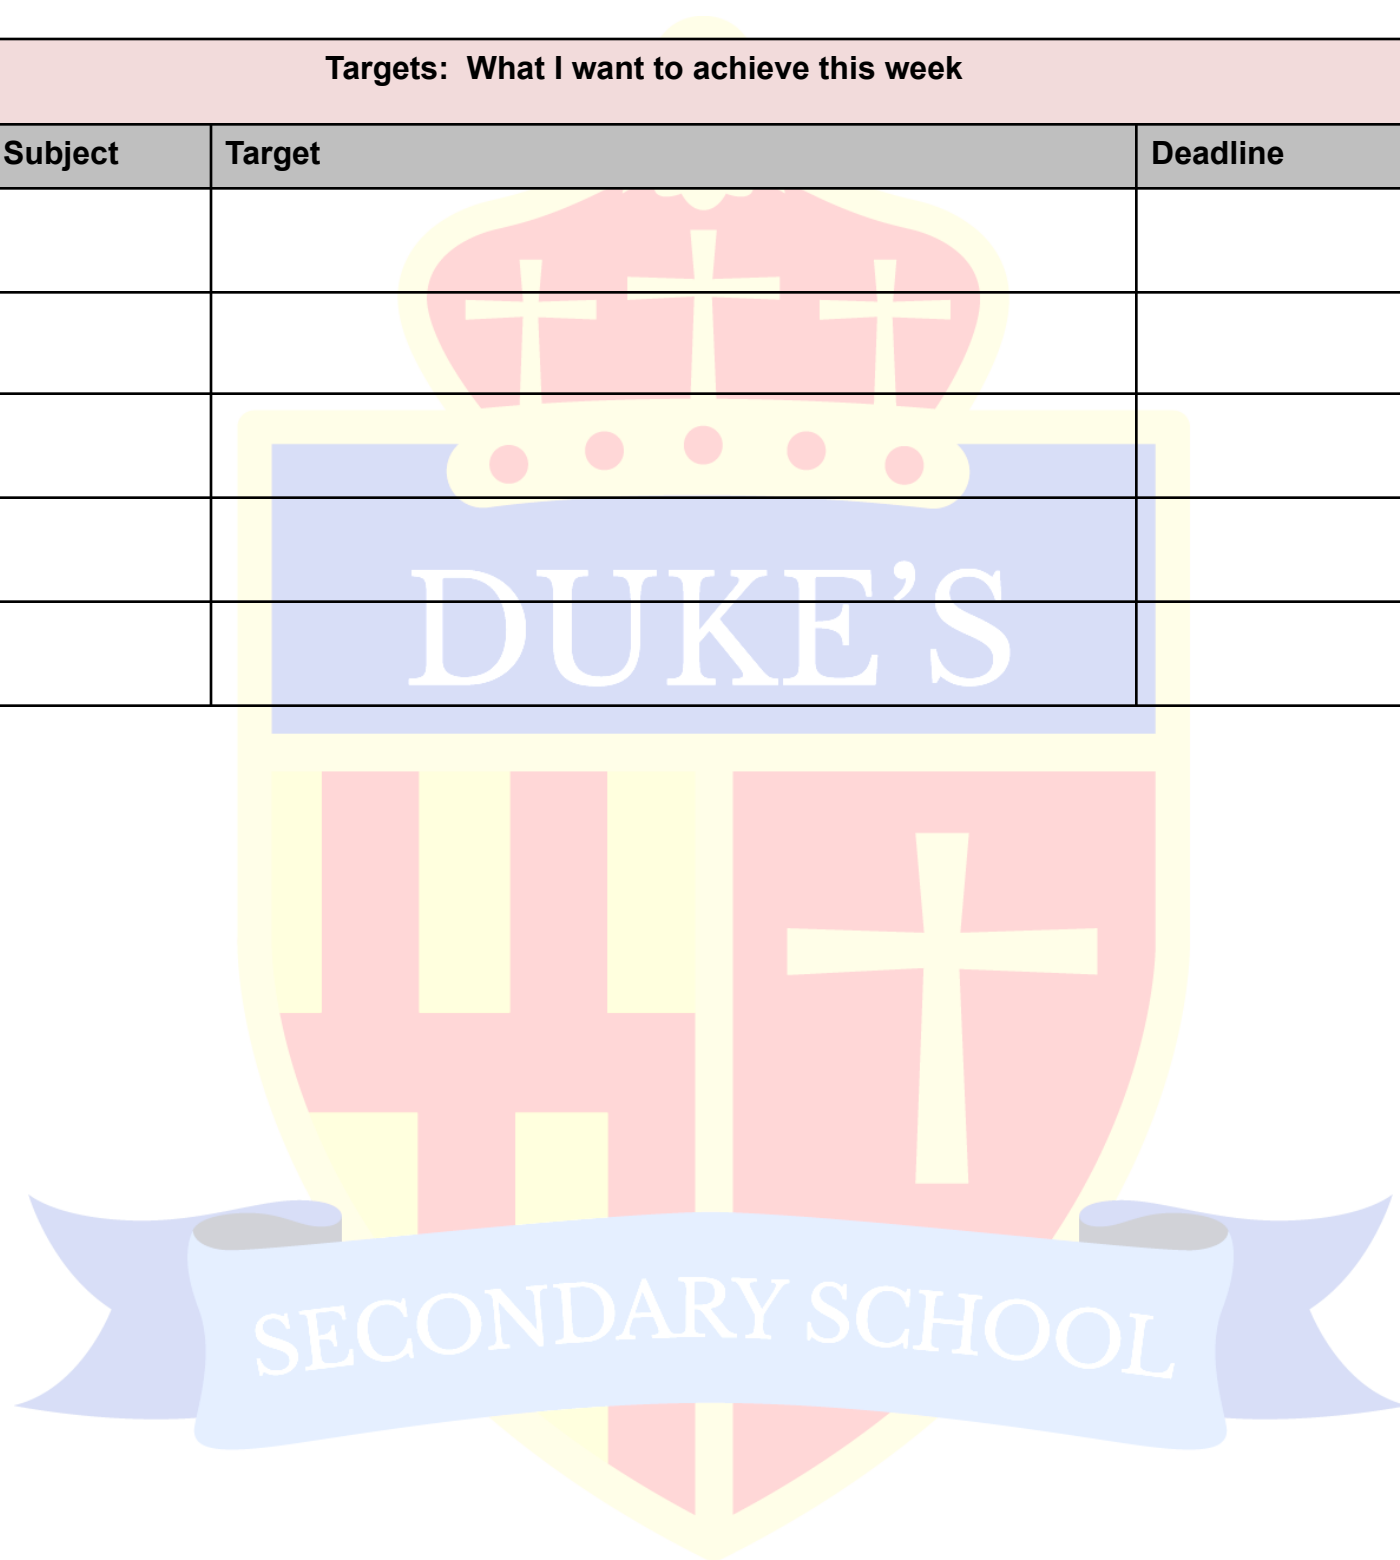 Targets:  What I want to achieve this week
Subject Target Deadline
DUKE’S
SECONDARY SCHOOL